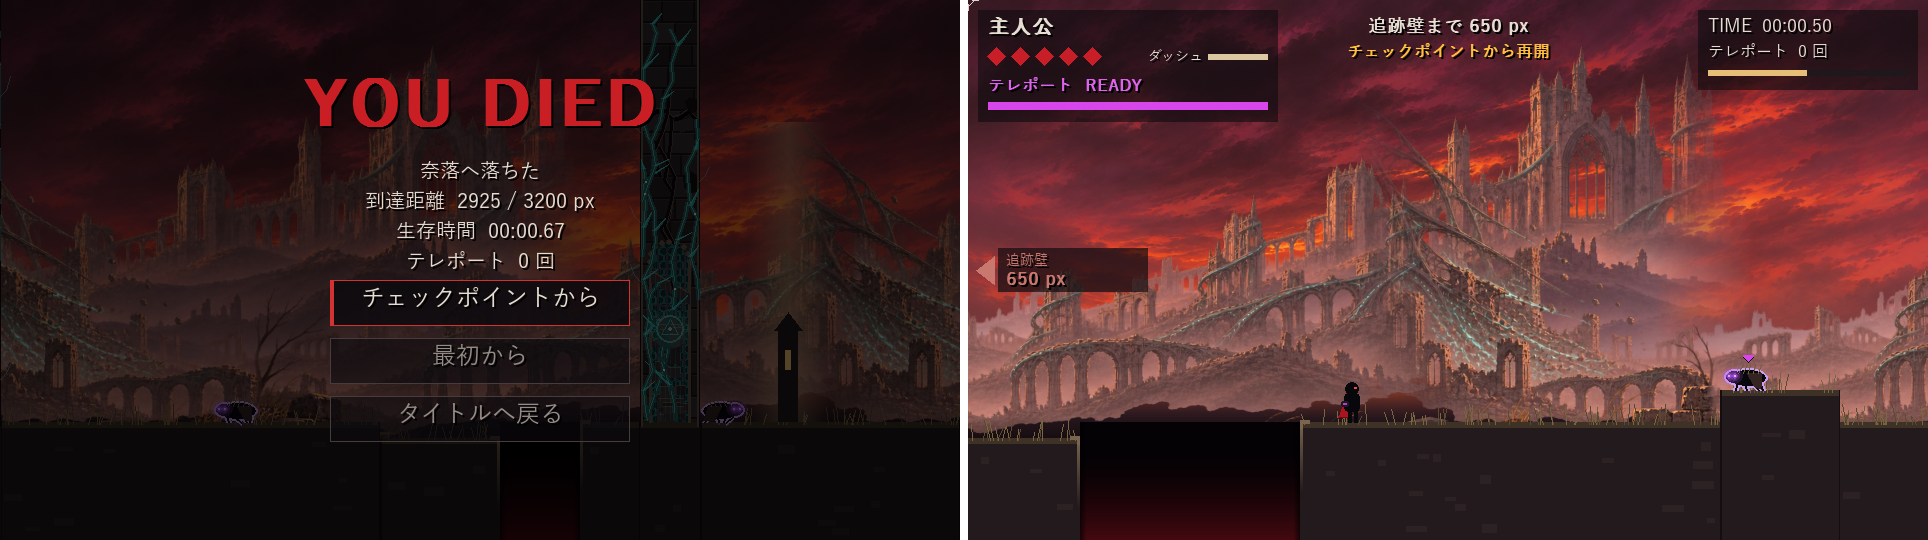 YOU DIED
奈落へ落ちた
到達距離 2925 / 3200 px
生存時間 00:00.67
テレポート 0 回
チェックポイントから
最初から
タイトルへ戻る
主人公
ダッシュ
テレポート READY
追跡壁まで 650 px
チェックポイントから再開
TIME 00:00.50
テレポート 0 回
追跡壁
650 px